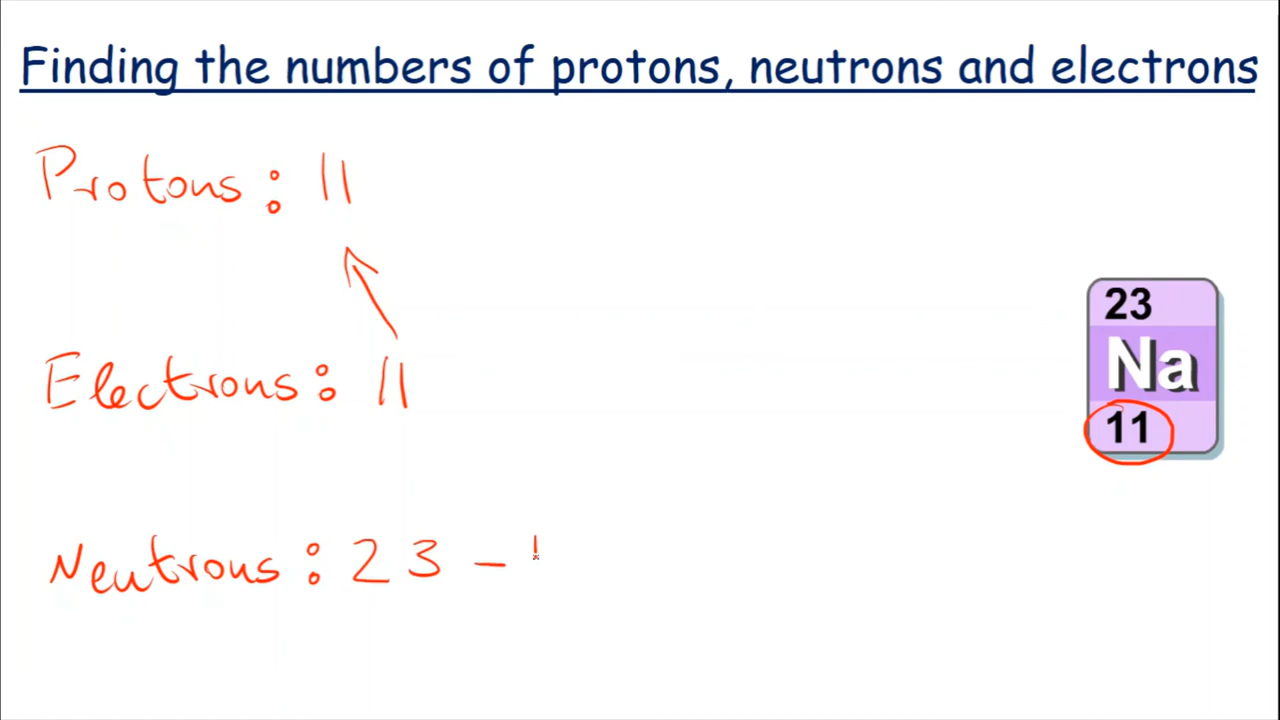 Finding the numbers of protons, neutrons and electrons
Protons: 11
23
Na
11
Electrons: 11
Neutrons: 23 -